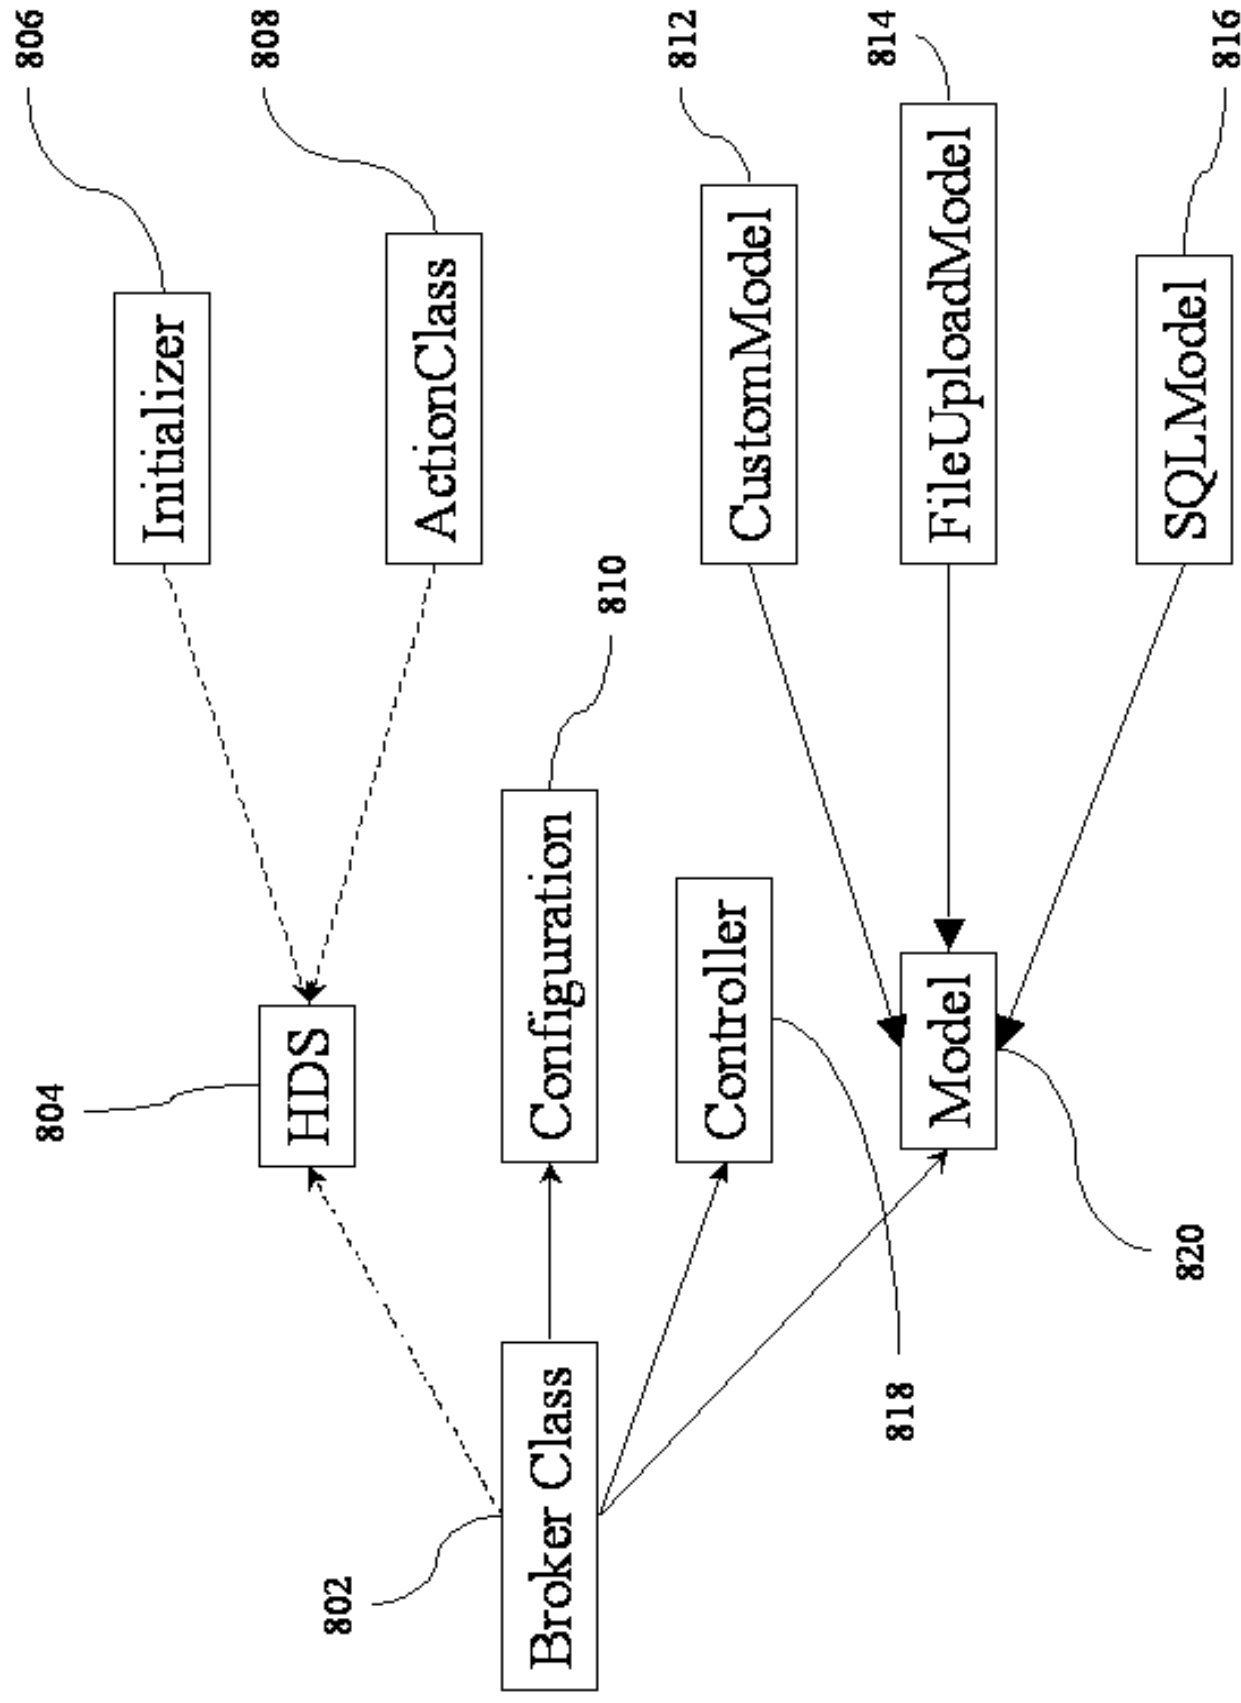 806
Initializer
808
ActionClass
804
HDS
810
Configuration
802
Broker Class
Controller
818
812
CustomModel
814
FileUploadModel
Model
820
816
SQLModel